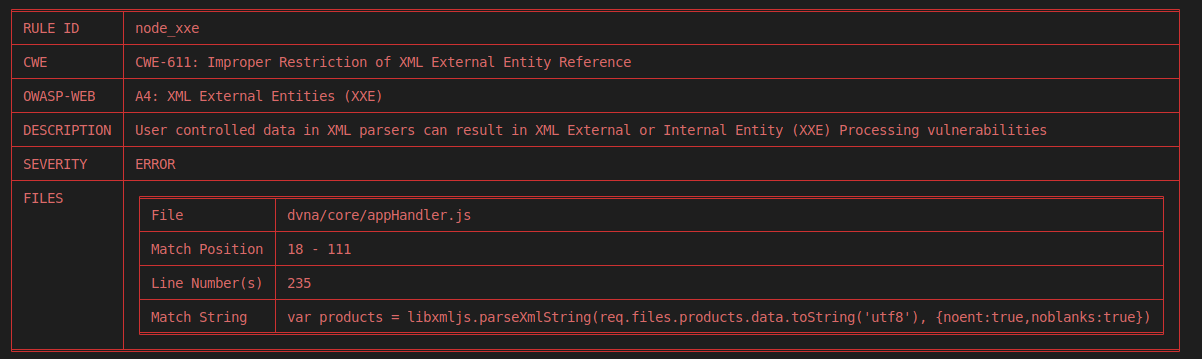 RULE ID node_xxe
CWE CWE-611: Improper Restriction of XML External Entity Reference
OWASP-WEB A4: XML External Entities (XXE)
DESCRIPTION User controlled data in XML parsers can result in XML External or Internal Entity (XXE) Processing vulnerabilities
SEVERITY ERROR
FILES
File dvna/core/appHandler.js
Match Position 18 - 111
Line Number(s) 235
Match String var products = libxmljs.parseXmlString(req.files.products.data.toString('utf8'), {noent:true,noblanks:true})